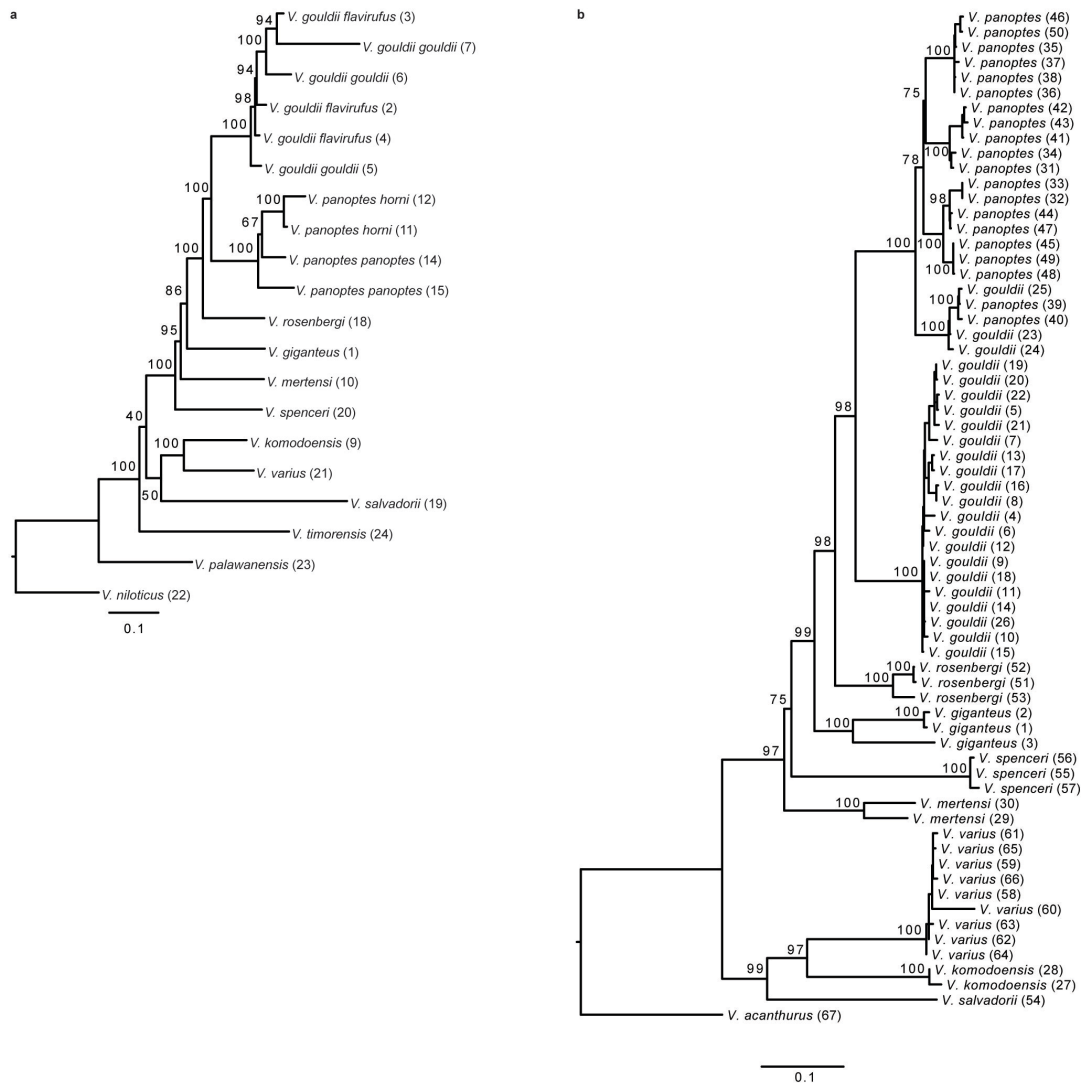 a
94
V. gouldii flavirufus (3)
100
V. gouldii gouldii (7)
94
V. gouldii gouldii (6)
98
V. gouldii flavirufus (2)
100
V. gouldii flavirufus (4)
V. gouldii gouldii (5)
100
100
V. panoptes horni (12)
67
V. panoptes horni (11)
100
V. panoptes panoptes (14)
100
V. panoptes panoptes (15)
86
V. rosenbergi (18)
95
V. giganteus (1)
100
V. mertensi (10)
40
V. spenceri (20)
100
V. komodoensis (9)
100
V. varius (21)
50
V. salvadorii (19)
V. timorensis (24)
V. palawanensis (23)
V. niloticus (22)
0.1
b
V. panoptes (46)
V. panoptes (50)
100
V. panoptes (35)
V. panoptes (37)
V. panoptes (38)
75
V. panoptes (36)
V. panoptes (42)
V. panoptes (43)
V. panoptes (41)
100
V. panoptes (34)
78
V. panoptes (31)
V. panoptes (33)
98
V. panoptes (32)
V. panoptes (44)
V. panoptes (47)
100
100
V. panoptes (45)
V. panoptes (49)
100
V. panoptes (48)
V. gouldii (25)
100
V. panoptes (39)
V. panoptes (40)
100
V. gouldii (23)
V. gouldii (24)
V. gouldii (19)
V. gouldii (20)
V. gouldii (22)
98
V. gouldii (5)
V. gouldii (21)
V. gouldii (7)
V. gouldii (13)
V. gouldii (17)
V. gouldii (16)
V. gouldii (8)
V. gouldii (4)
V. gouldii (6)
98
V. gouldii (12)
V. gouldii (9)
100
V. gouldii (18)
V. gouldii (11)
V. gouldii (14)
V. gouldii (26)
99
V. gouldii (10)
V. gouldii (15)
100
V. rosenbergi (52)
100
V. rosenbergi (51)
V. rosenbergi (53)
75
100
V. giganteus (2)
100
V. giganteus (1)
V. giganteus (3)
97
V. spenceri (56)
100
V. spenceri (55)
V. spenceri (57)
100
V. mertensi (30)
V. mertensi (29)
V. varius (61)
V. varius (65)
V. varius (59)
V. varius (66)
V. varius (58)
V. varius (60)
100
V. varius (63)
V. varius (62)
97
V. varius (64)
99
100
V. komodoensis (28)
V. komodoensis (27)
V. salvadorii (54)
V. acanthurus (67)
0.1